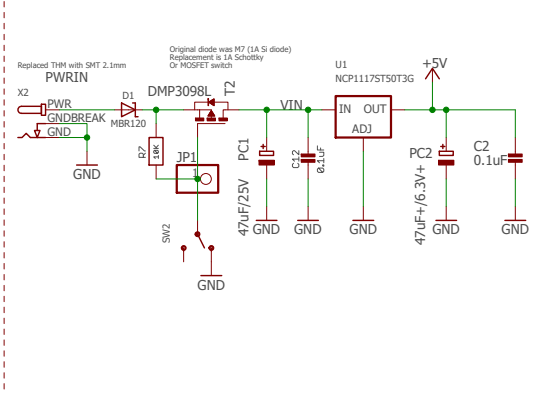 Original diode was M7 (1A Si diode)
Replacement is 1A Schottky
Or MOSFET switch
Replaced THM with SMT 2.1mm
PWRIN
X2
PWR
GNDBREAK
GND
GND
D1
MBR120
DMP3098L
T2
R7
10K
JP1
1
SW2
GND
VIN
PC1
47uF/25V
GND
C12
0.1uF
GND
U1
NCP1117ST50T3G
IN OUT
ADJ
GND
+5V
PC2
47uF+/6.3V+
GND
C2
0.1uF
GND